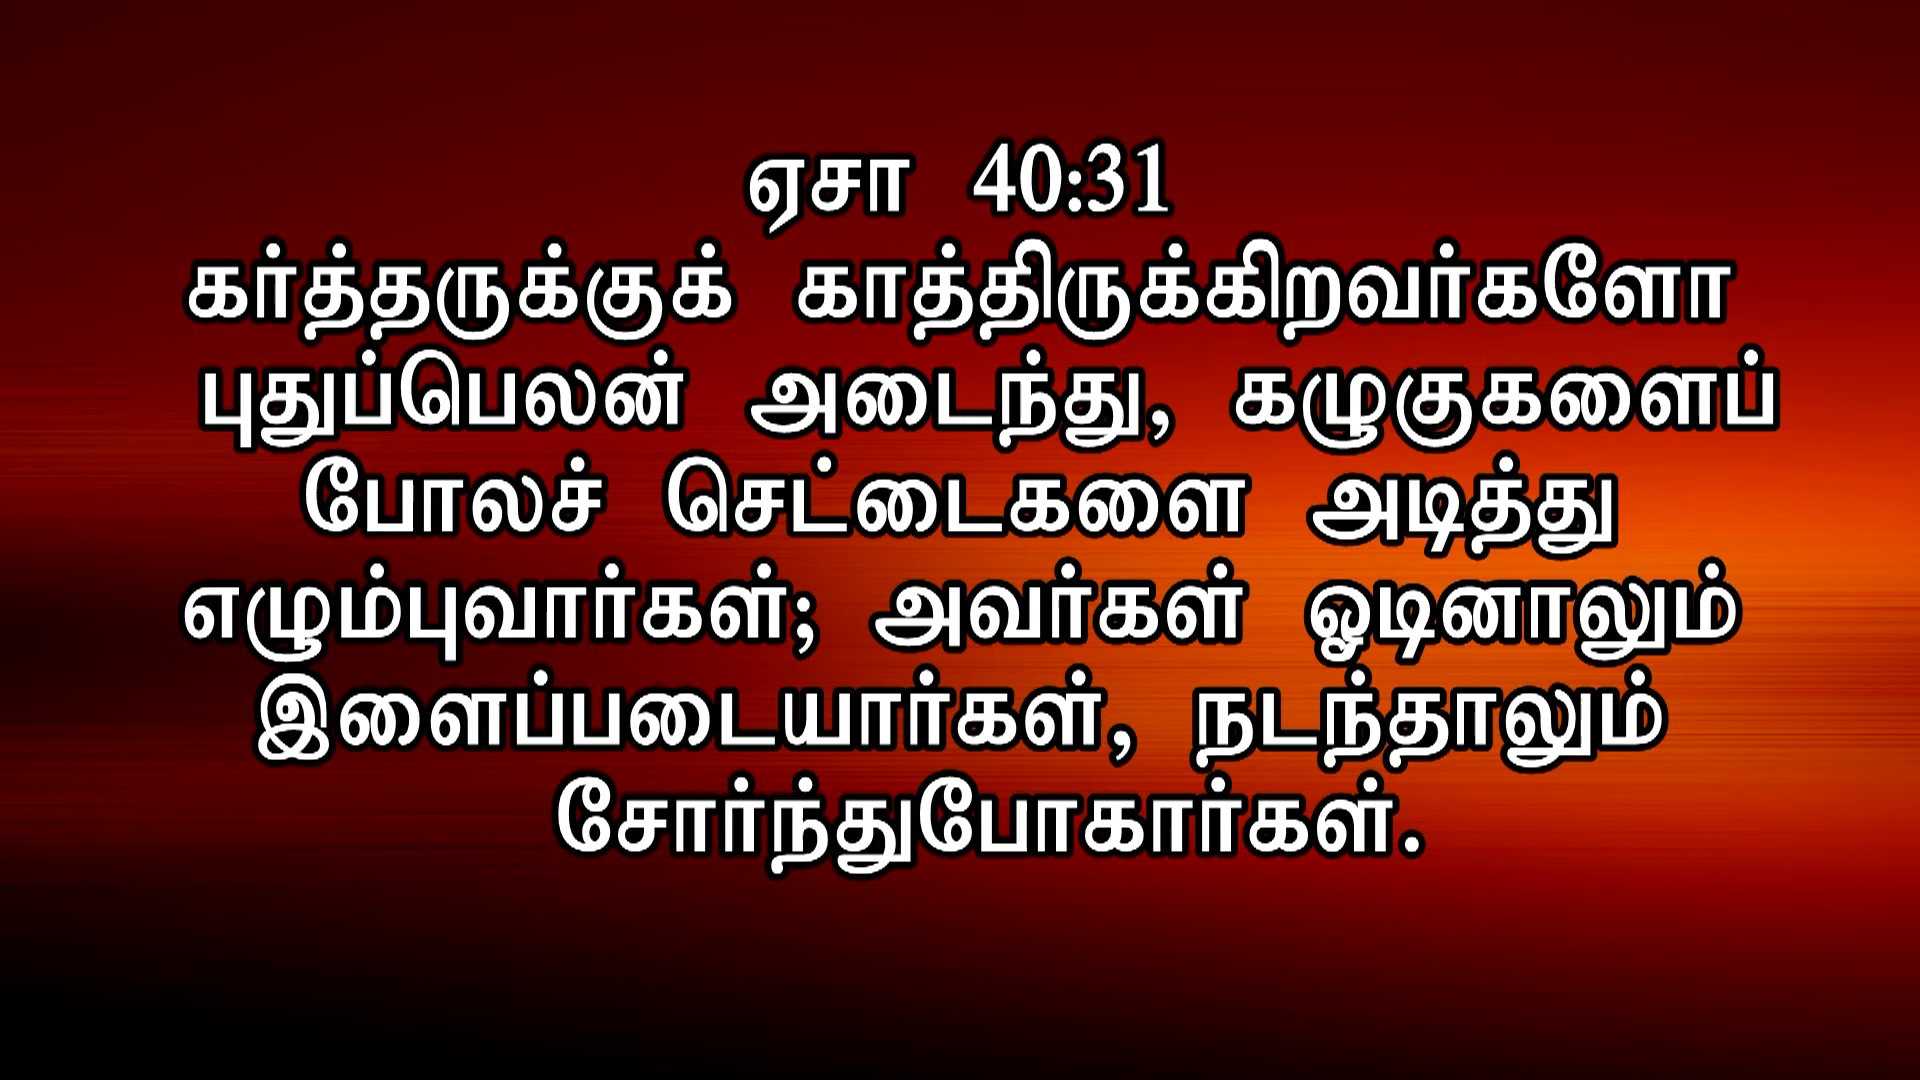 ஏசா 40:31
கர்த்தருக்குக் காத்திருக்கிறவர்களோ
புதுப்பெலன் அடைந்து, கழுகுகளைப்
போலச் செட்டைகளை அடித்து
எழும்புவார்கள்; அவர்கள் ஓடினாலும்
இளைப்படையார்கள், நடந்தாலும்
சோர்ந்துபோகார்கள்.